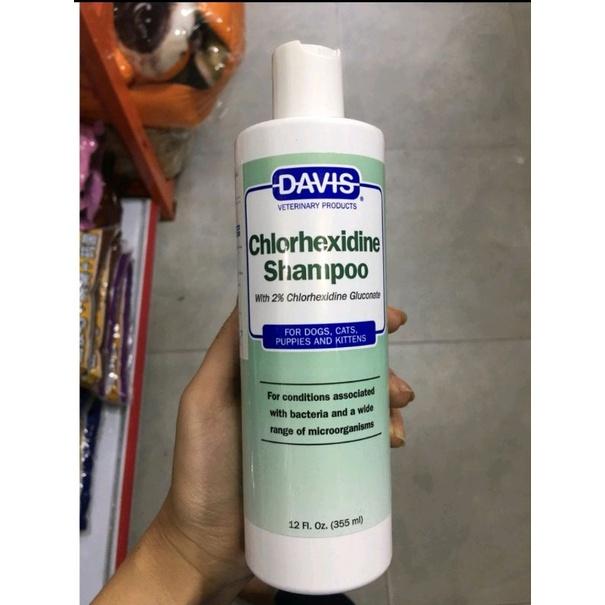 DAVIS
VETERINARY PRODUCTS
Chlorhexidine
Shampoo
With 2% Chlorhexidine Gluconate
FOR DOGS, CATS,
PUPPIES AND KITTENS
For conditions associated
with bacteria and a wide
range of microorganisms
12 Fl. Oz. (355 ml)